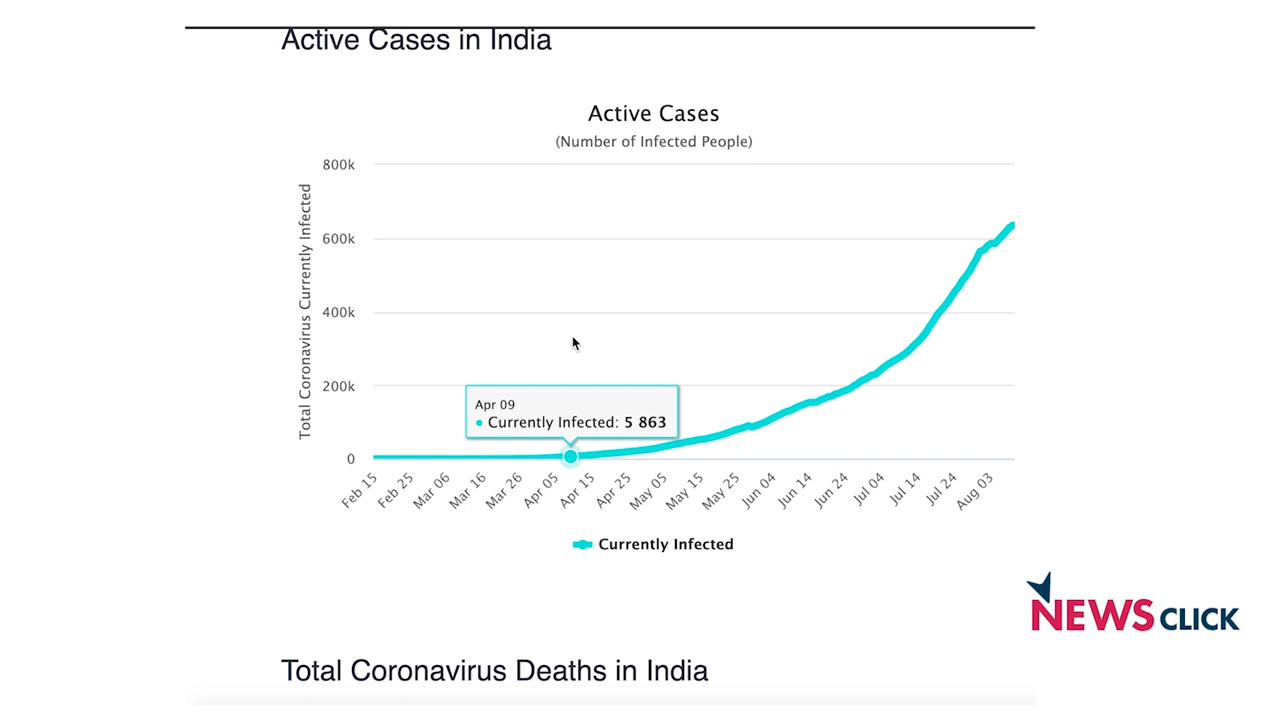 Active Cases in India
Active Cases
(Number of Infected People)
Total Coronavirus Currently Infected
800k
600k
400k
200k
0
Apr 09
Currently Infected: 5 863
Feb 15
Feb 25
Mar 06
Mar 16
Mar 26
Apr 05
Apr 15
Apr 25
May 05
May 15
May 25
Jun 04
Jun 14
Jun 24
Jul 04
Jul 14
Jul 24
Aug 03
Currently Infected
NEWS CLICK
Total Coronavirus Deaths in India